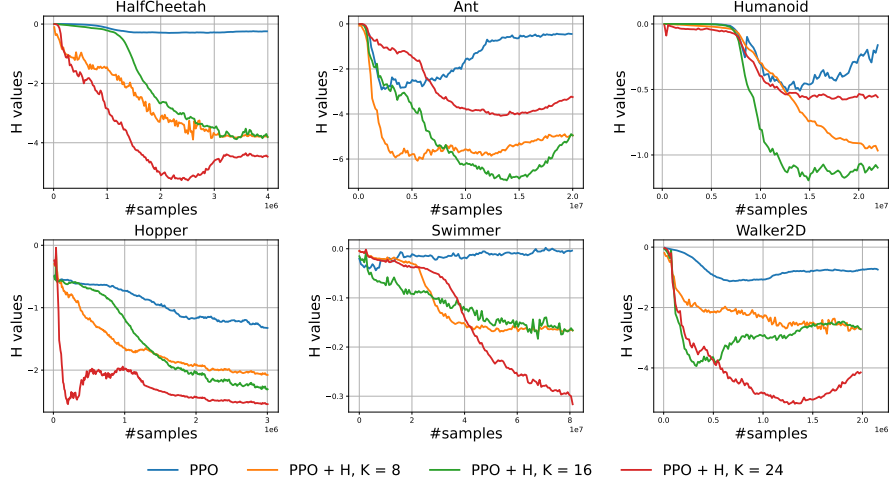 HalfCheetah
Ant
Humanoid
H values
0
−2
−4
0
1
2
3
4
1e6
#samples
H values
0
−2
−4
−6
0.0
0.5
1.0
1.5
2.0
1e7
#samples
H values
0.0
−0.5
−1.0
0.0
0.5
1.0
1.5
2.0
1e7
#samples
Hopper
Swimmer
Walker2D
H values
0
−1
−2
0
1
2
3
1e6
#samples
H values
0.0
−0.1
−0.2
−0.3
0
2
4
6
8
1e7
#samples
H values
0
−2
−4
0.0
0.5
1.0
1.5
2.0
1e6
#samples
PPO
PPO + H, K = 8
PPO + H, K = 16
PPO + H, K = 24